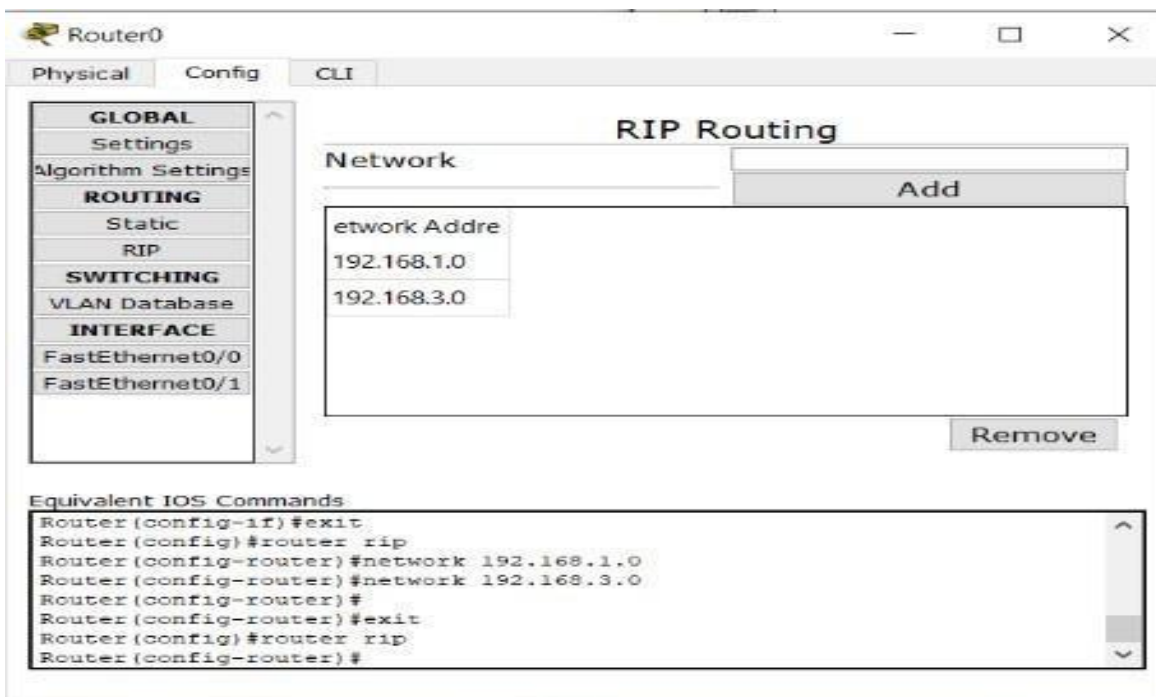 Router0
Physical Config CLI
GLOBAL
Settings
Algorithm Settings
ROUTING
Static
RIP
SWITCHING
VLAN Database
INTERFACE
FastEthernet0/0
FastEthernet0/1
RIP Routing
Network
Add
etwork Addre
192.168.1.0
192.168.3.0
Remove
Equivalent IOS Commands
Router(config-if)#exit
Router(config)#router rip
Router(config-router)#network 192.168.1.0
Router(config-router)#network 192.168.3.0
Router(config-router)#
Router(config-router)#exit
Router(config)#router rip
Router(config-router)#